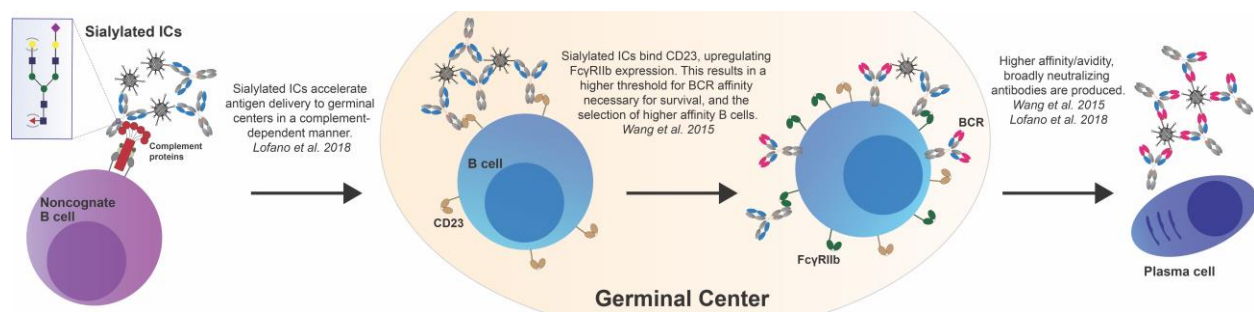 Sialylated ICs
Complement
proteins
Noncognate
B cell
Sialylated ICs accelerate
antigen delivery to germinal
centers in a complement-
dependent manner.
Lofano et al. 2018
B cell
CD23
Sialylated ICs bind CD23, upregulating
FcγRIIb expression. This results in a
higher threshold for BCR affinity
necessary for survival, and the
selection of higher affinity B cells.
Wang et al. 2015
BCR
FcγRIIb
Germinal Center
Higher affinity/avidity,
broadly neutralizing
antibodies are produced.
Wang et al. 2015
Lofano et al. 2018
Plasma cell